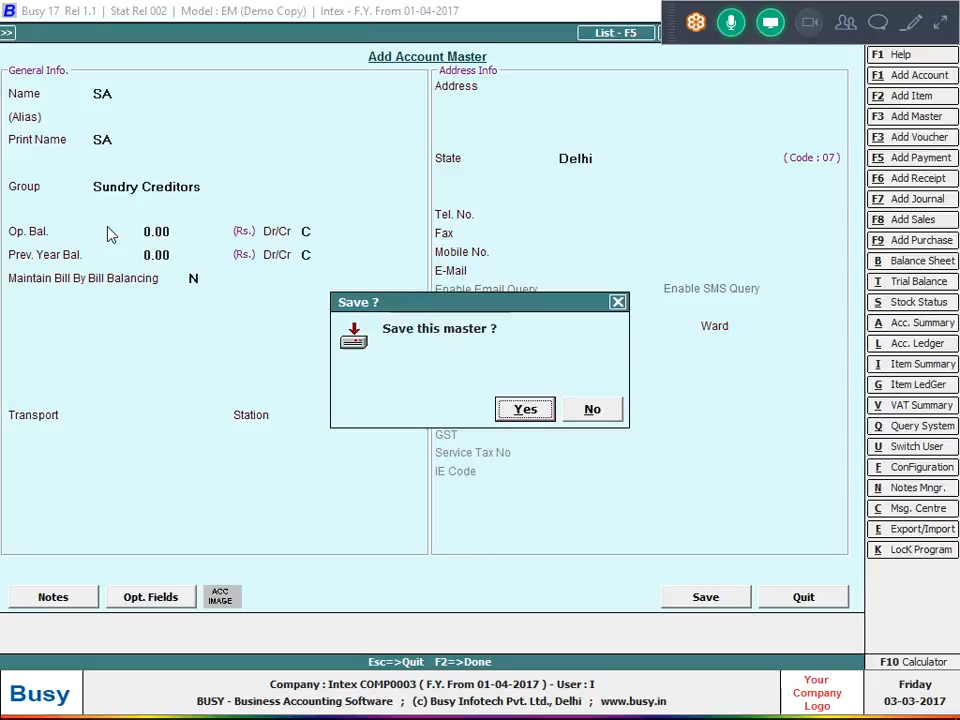 Busy 17 Rel 1.1 | Stat Rel 002 | Model : EM (Demo Copy) | Intex - F.Y. From 01-04-2017
>> List - F5
Add Account Master
General Info.
Name SA
(Alias)
Print Name SA
Group Sundry Creditors
Op. Bal. 0.00 (Rs.) Dr/Cr C
Prev. Year Bal. 0.00 (Rs.) Dr/Cr C
Maintain Bill By Bill Balancing N
Transport Station
Address Info
Address
State Delhi ( Code : 07 )
Tel. No.
Fax
Mobile No.
E-Mail
Enable Email Query Enable SMS Query
Ward
GST
Service Tax No
IE Code
Save ?
Save this master ?
Yes No
Notes Opt. Fields ACC IMAGE Save Quit
F1 Help
F1 Add Account
F2 Add Item
F3 Add Master
F3 Add Voucher
F5 Add Payment
F6 Add Receipt
F7 Add Journal
F8 Add Sales
F9 Add Purchase
B Balance Sheet
T Trial Balance
S Stock Status
A Acc. Summary
L Acc. Ledger
I Item Summary
G Item LedGer
V VAT Summary
Q Query System
U Switch User
F ConFiguration
N Notes Mngr.
C Msg. Centre
E Export/Import
K LocK Program
Esc=>Quit F2=>Done
F10 Calculator
Busy
Company : Intex COMP0003 ( F.Y. From 01-04-2017 ) - User : I
BUSY - Business Accounting Software ; (c) Busy Infotech Pvt. Ltd., Delhi ; www.busy.in
Your
Company
Logo
Friday
03-03-2017